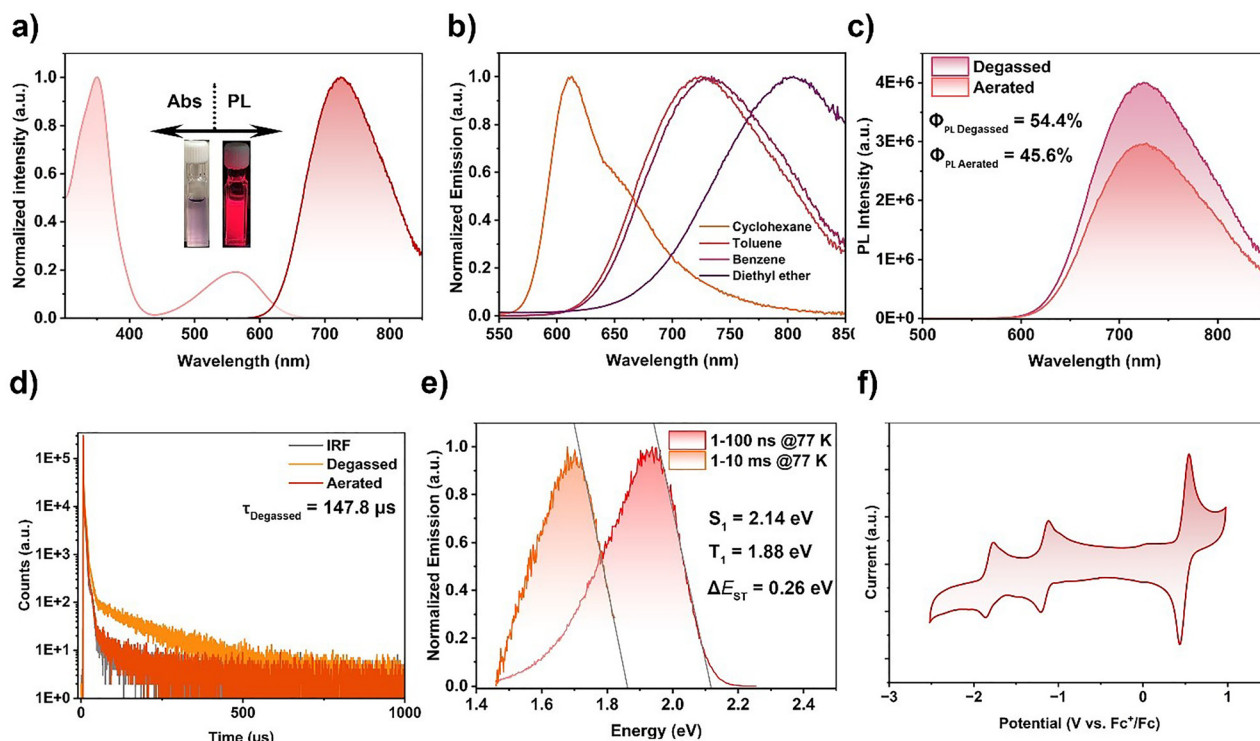 a)
Normalized intensity (a.u.)
1.0
0.8
0.6
0.4
0.2
0.0
Abs
PL
400
500
600
700
800
Wavelength (nm)
b)
Normalized Emission (a.u.)
1.0
0.8
0.6
0.4
0.2
0.0
Cyclohexane
Toluene
Benzene
Diethyl ether
550
600
650
700
750
800
850
Wavelength (nm)
c)
Degassed
Aerated
PL Intensity (a.u.)
4E+6
3E+6
2E+6
1E+6
0E+0
Φ PL Degassed = 54.4%
Φ PL Aerated = 45.6%
500
600
700
800
Wavelength (nm)
d)
Counts (a.u.)
1E+5
1E+4
1E+3
1E+2
1E+1
1E+0
IRF
Degassed
Aerated
τDegassed = 147.8 μs
0
500
1000
Time (μs)
e)
Normalized Emission (a.u.)
1.0
0.8
0.6
0.4
0.2
0.0
1-100 ns @77 K
1-10 ms @77 K
S1 = 2.14 eV
T1 = 1.88 eV
ΔEST = 0.26 eV
1.4
1.6
1.8
2.0
2.2
2.4
Energy (eV)
f)
Current (a.u.)
−3
−2
−1
0
1
Potential (V vs. Fc+/Fc)